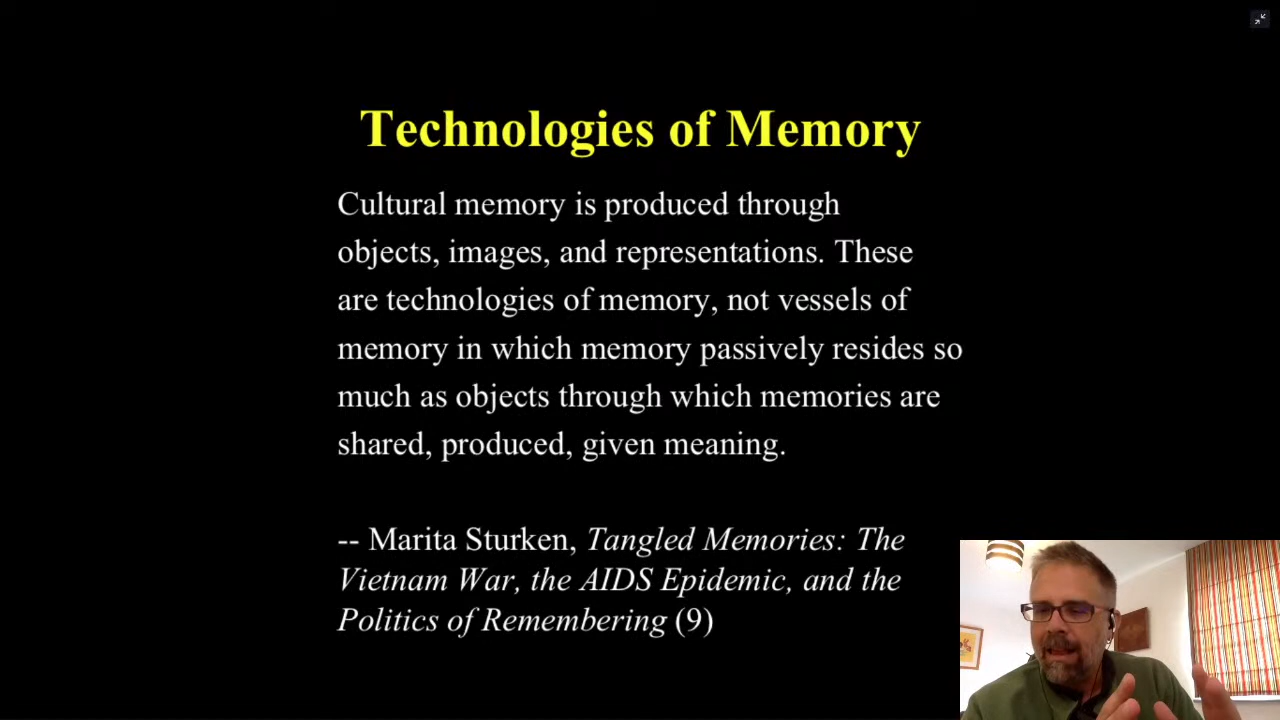 Technologies of Memory
Cultural memory is produced through
objects, images, and representations. These
are technologies of memory, not vessels of
memory in which memory passively resides so
much as objects through which memories are
shared, produced, given meaning.
-- Marita Sturken, Tangled Memories: The
Vietnam War, the AIDS Epidemic, and the
Politics of Remembering (9)